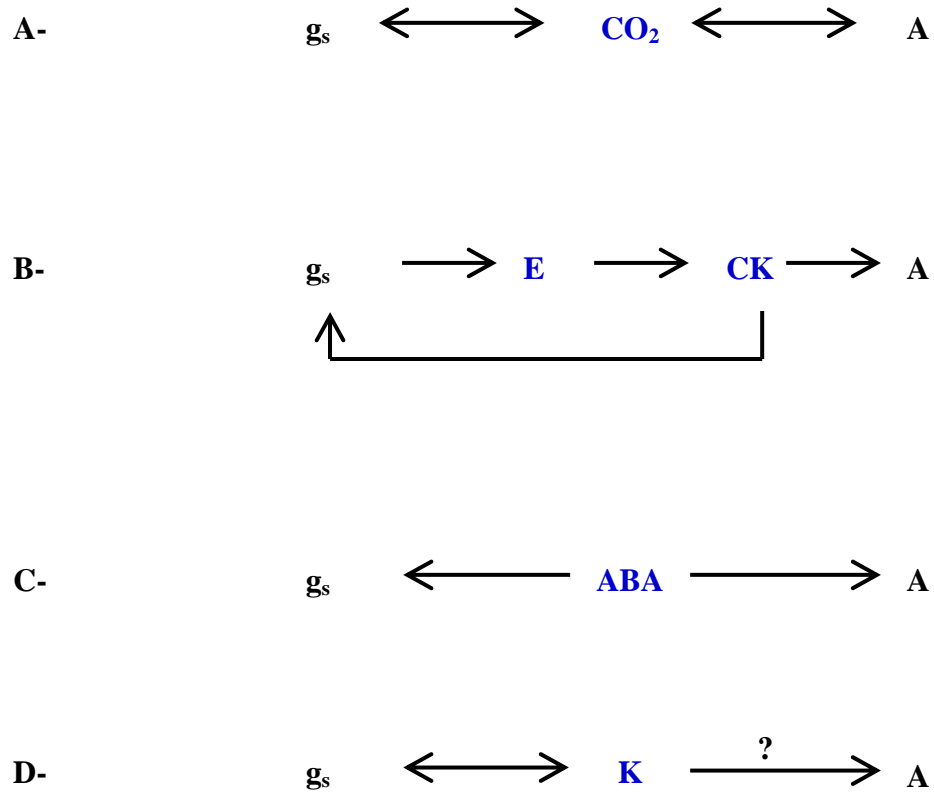 A- gₛ CO₂ A
B- gₛ E CK A
C- gₛ ABA A
?
D- gₛ K A